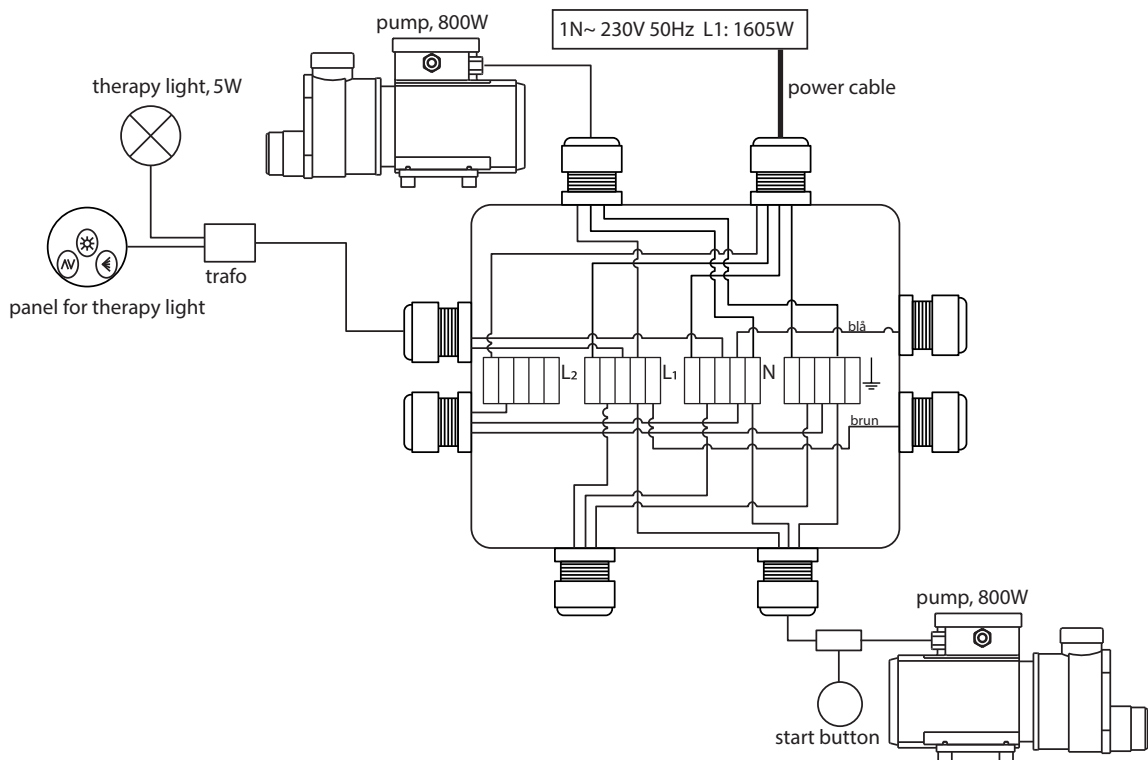 pump, 800W
1N~ 230V 50Hz L1: 1605W
therapy light, 5W
power cable
trafo
panel for therapy light
blå
L₂
L₁
N
brun
pump, 800W
start button